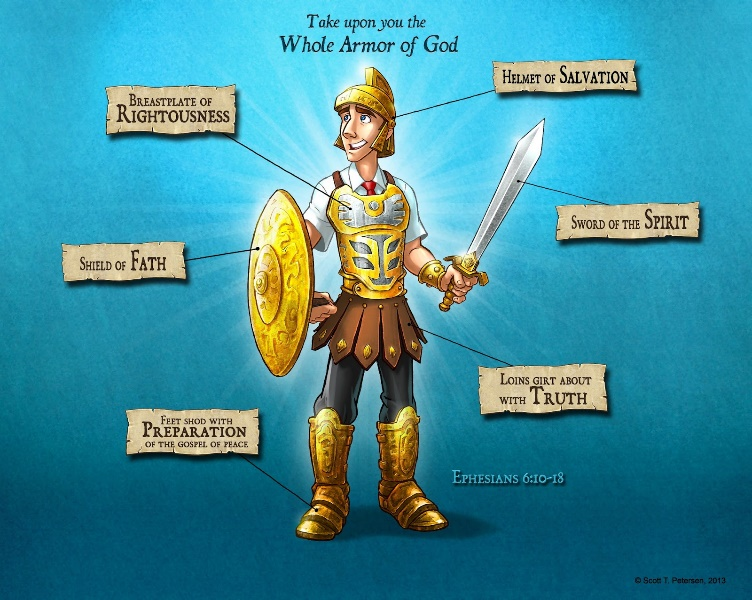 Take upon you the
Whole Armor of God
Helmet of Salvation
Breastplate of
Rightousness
Sword of the Spirit
Shield of Fath
Loins girt about
with Truth
Feet shod with
Preparation
of the gospel of peace
Ephesians 6:10-18
© Scott T. Petersen, 2013